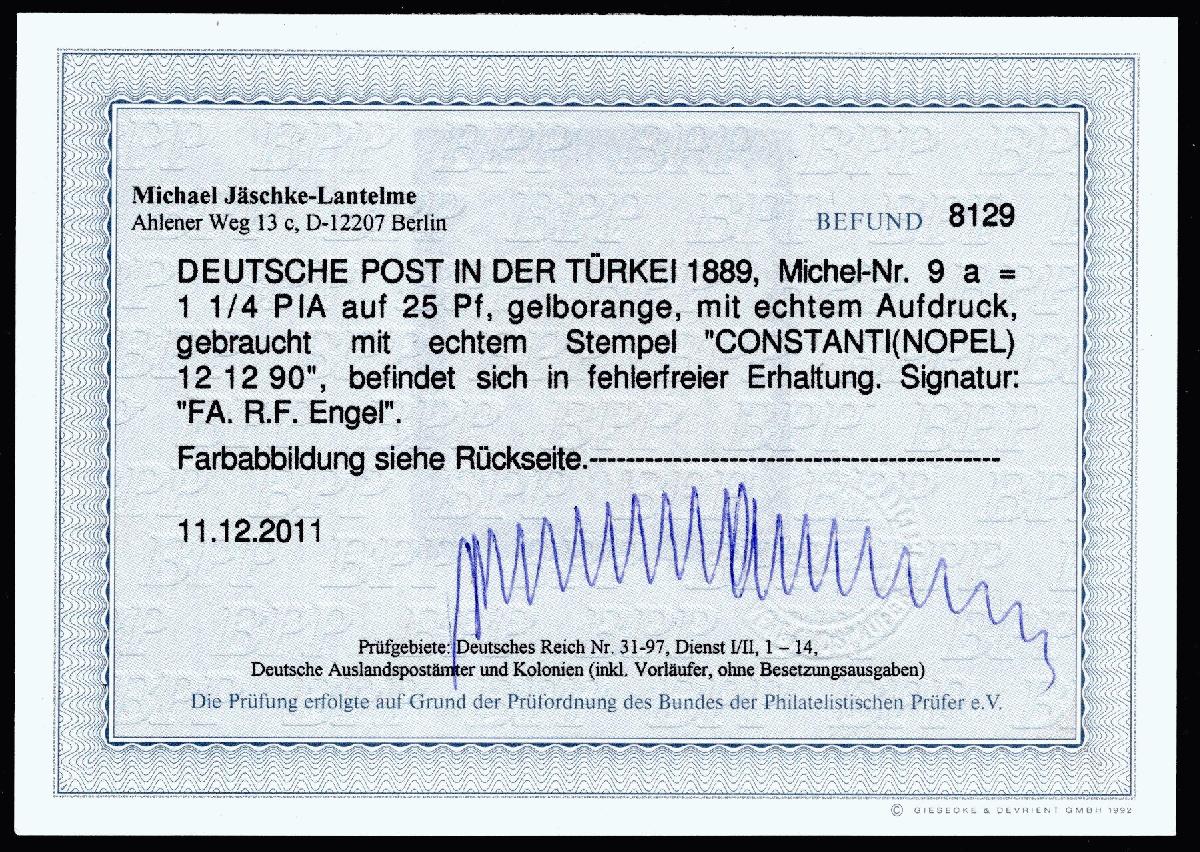 Michael Jäschke-Lantelme
Ahlener Weg 13 c, D-12207 Berlin
BEFUND 8129
DEUTSCHE POST IN DER TÜRKEI 1889, Michel-Nr. 9 a =
1 1/4 PIA auf 25 Pf, gelborange, mit echtem Aufdruck,
gebraucht mit echtem Stempel "CONSTANTI(NOPEL)
12 12 90", befindet sich in fehlerfreier Erhaltung. Signatur:
"FA. R.F. Engel".
Farbabbildung siehe Rückseite.---------------------------------------------
11.12.2011
Prüfgebiete: Deutsches Reich Nr. 31-97, Dienst I/II, 1 – 14,
Deutsche Auslandspostämter und Kolonien (inkl. Vorläufer, ohne Besetzungsausgaben)
Die Prüfung erfolgte auf Grund der Prüfordnung des Bundes der Philatelistischen Prüfer e.V.
© GIESECKE & DEVRIENT GMBH 1992